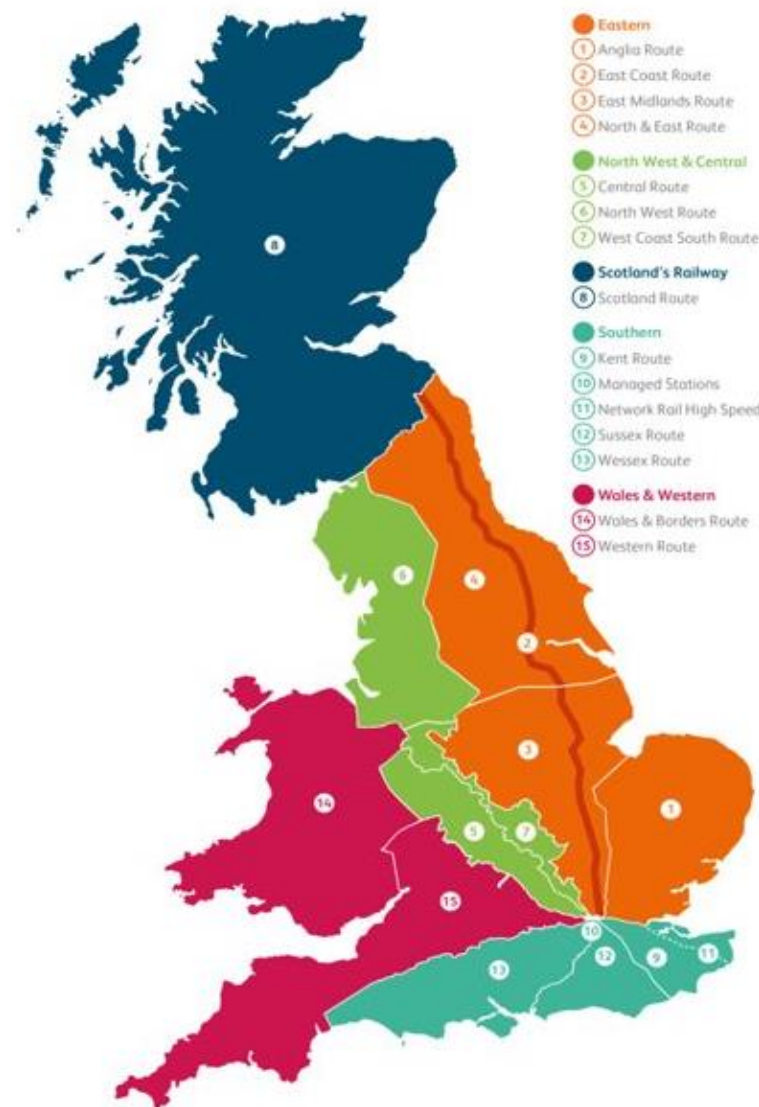 Eastern
1 Anglia Route
2 East Coast Route
3 East Midlands Route
4 North & East Route
North West & Central
5 Central Route
6 North West Route
7 West Coast South Route
Scotland's Railway
8 Scotland Route
Southern
9 Kent Route
10 Managed Stations
11 Network Rail High Speed
12 Sussex Route
13 Wessex Route
Wales & Western
14 Wales & Borders Route
15 Western Route
8
6
4
2
3
14
1
5
7
15
10
13
12
9
11